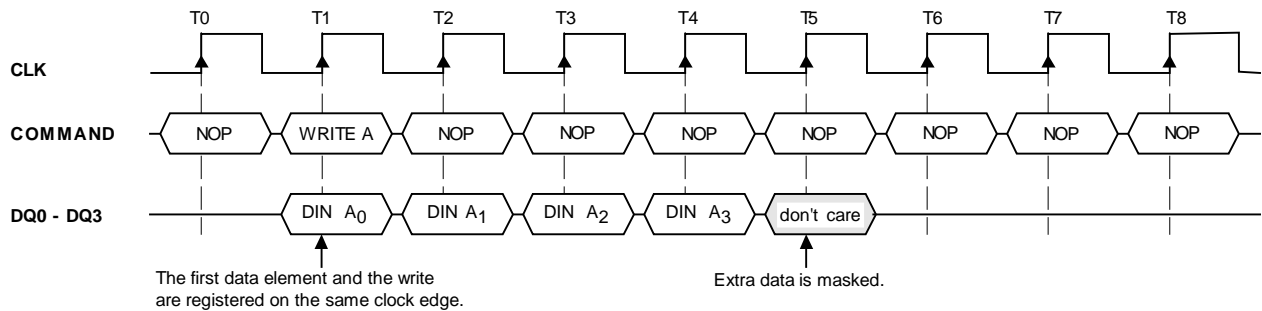 T0 T1 T2 T3 T4 T5 T6 T7 T8
CLK
COMMAND NOP WRITE A NOP NOP NOP NOP NOP NOP NOP
DQ0 - DQ3 DIN A0 DIN A1 DIN A2 DIN A3 don't care
The first data element and the write
are registered on the same clock edge.
Extra data is masked.